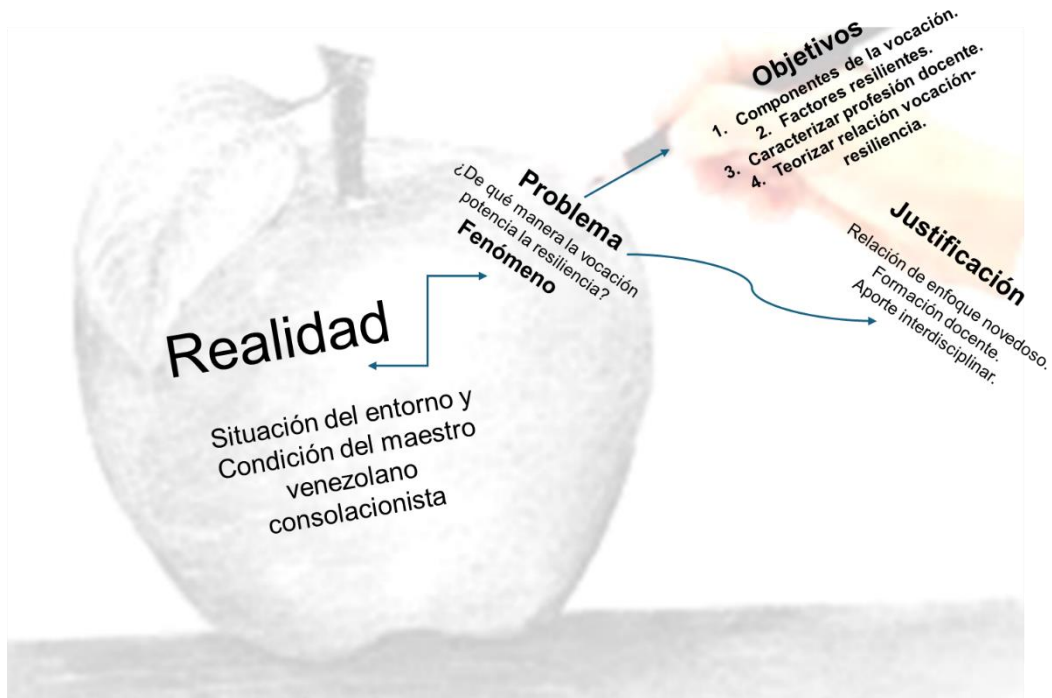 Realidad
Situación del entorno y
Condición del maestro
venezolano
consolacionista
Problema
¿De qué manera la vocación
potencia la resiliencia?
Fenómeno
Objetivos
1. Componentes de la vocación.
2. Factores resilientes.
3. Caracterizar profesión docente.
4. Teorizar relación vocación-
resiliencia.
Justificación
Relación de enfoque novedoso.
Formación docente.
Aporte interdisciplinar.